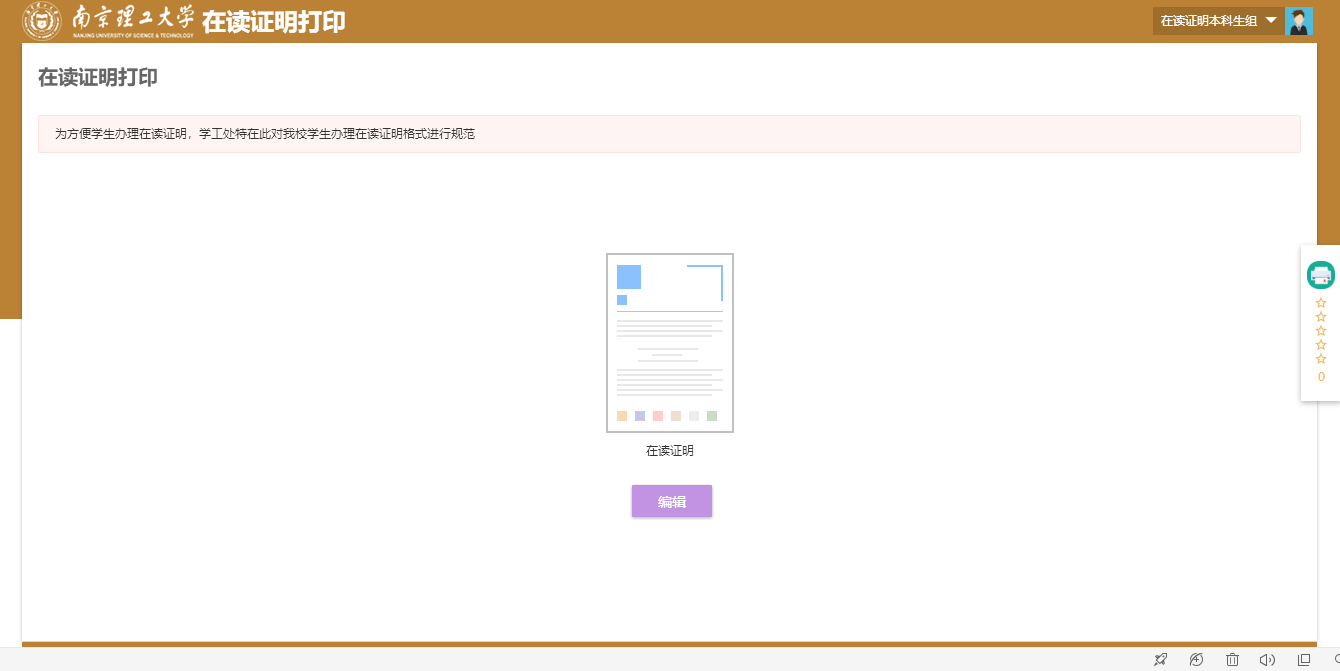 南京理工大学
NANJING UNIVERSITY OF SCIENCE & TECHNOLOGY
在读证明打印
在读证明本科生组
在读证明打印
为方便学生办理在读证明，学工处特在此对我校学生办理在读证明格式进行规范
在读证明
编辑
0